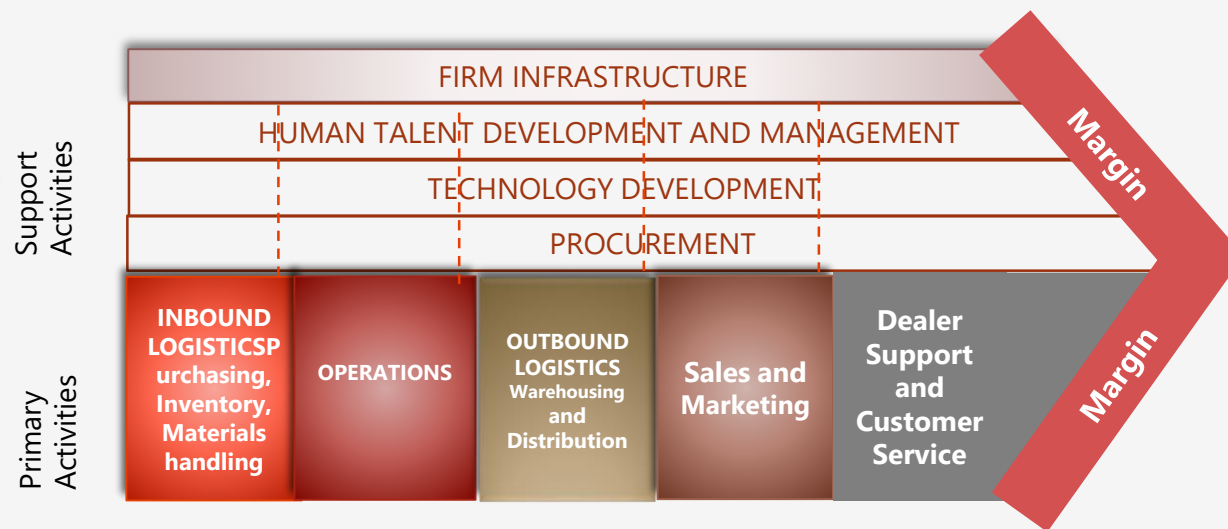 FIRM INFRASTRUCTURE
HUMAN TALENT DEVELOPMENT AND MANAGEMENT
TECHNOLOGY DEVELOPMENT
PROCUREMENT
Support
Activities
Margin
INBOUND
LOGISTICSP
urchasing,
Inventory,
Materials
handling
OPERATIONS
OUTBOUND
LOGISTICS
Warehousing
and
Distribution
Sales and
Marketing
Dealer
Support
and
Customer
Service
Margin
Primary
Activities